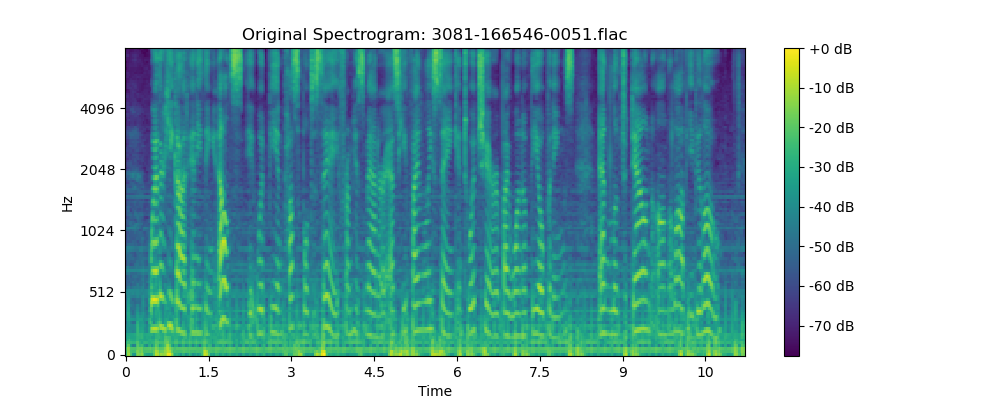 Original Spectrogram: 3081-166546-0051.flac
Hz
4096
2048
1024
512
0
0 1.5 3 4.5 6 7.5 9 10
Time
+0 dB
-10 dB
-20 dB
-30 dB
-40 dB
-50 dB
-60 dB
-70 dB